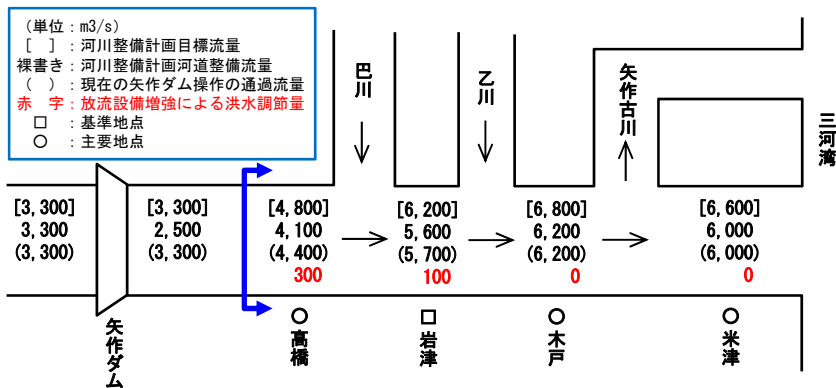 （単位：m3/s）
［　］：河川整備計画目標流量
裸書き：河川整備計画河道整備流量
（　）：現在の矢作ダム操作の通過流量
赤　字：放流設備増強による洪水調節量
□　：基準地点
○　：主要地点
巴川
乙川
矢作古川
三河湾
[3,300]
3,300
(3,300)
[3,300]
2,500
(3,300)
[4,800]
4,100
(4,400)
300
[6,200]
5,600
(5,700)
100
[6,800]
6,200
(6,200)
0
[6,600]
6,000
(6,000)
0
矢作ダム
○高橋
□岩津
○木戸
○米津